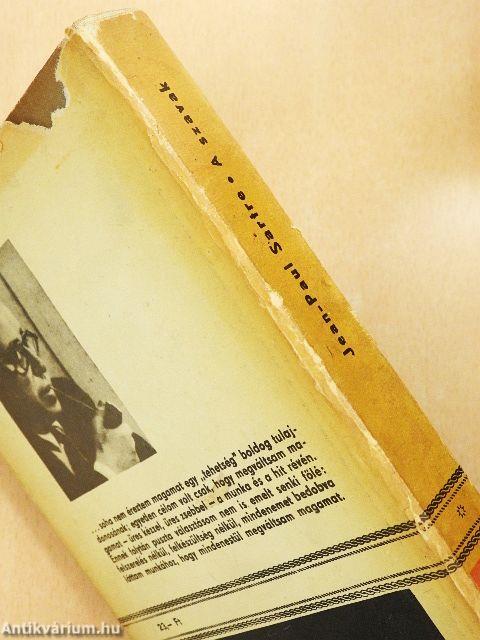 Jean-Paul Sartre • A szavak
...soha nem éreztem magamat egy „tehetség” boldog tulaj-
donosának: egyetlen célom volt csak, hogy megváltsam ma-
gamat – üres kézzel, üres zsebbel – a munka és a hit révén.
Ennél folytán puszta választásom nem is emelt senki fölé:
felszerelés nélkül, felkészültség nélkül, mindenemet bedobva
láttam munkához, hogy mindenestül megváltsam magamat.
23,– Ft
Antikvárium.hu